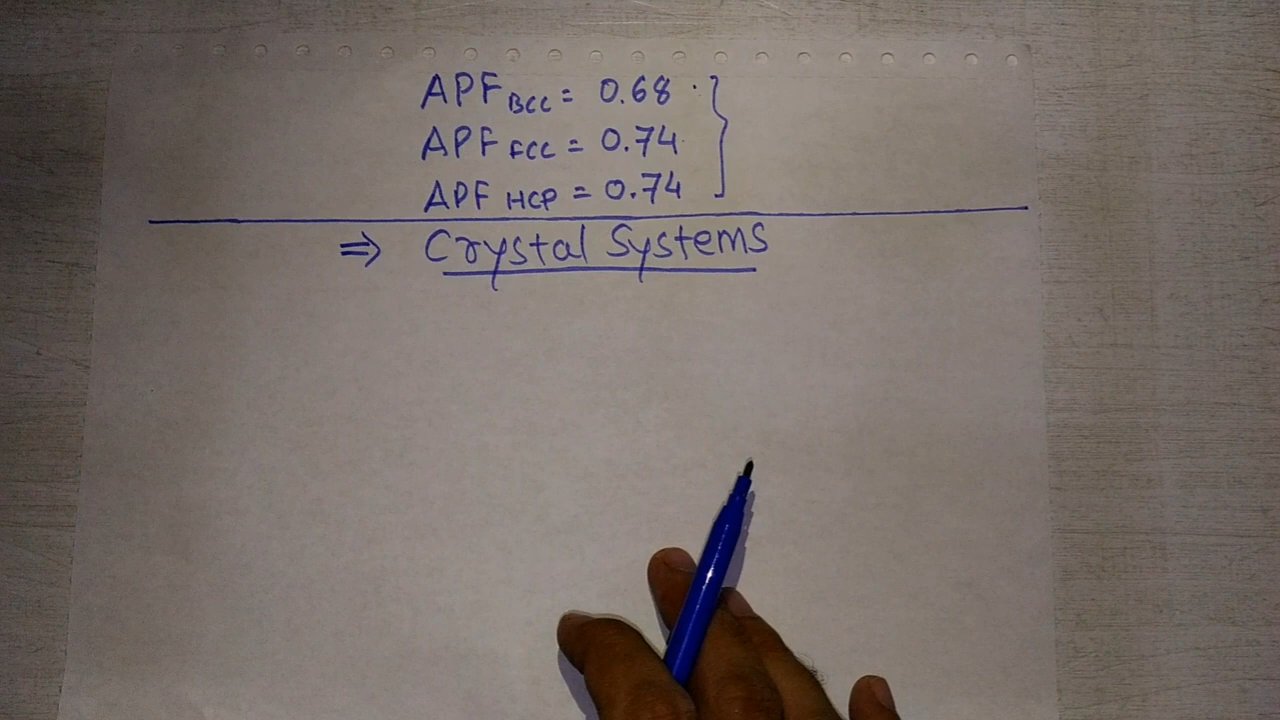 APF BCC = 0.68
APF FCC = 0.74
APF HCP = 0.74
⇒ Crystal Systems